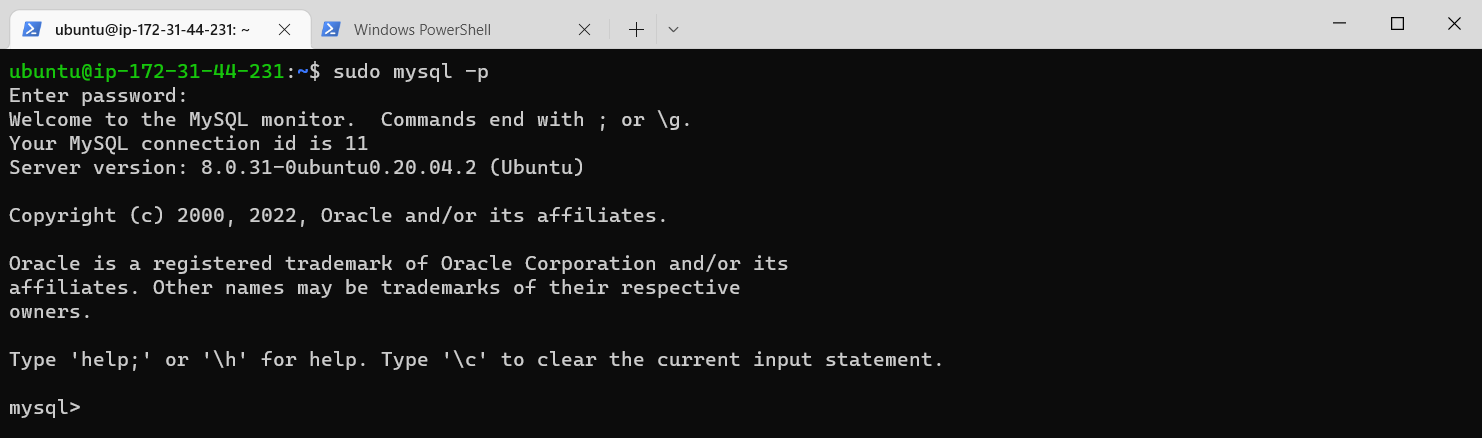 ubuntu@ip-172-31-44-231: ~
Windows PowerShell
ubuntu@ip-172-31-44-231:~$ sudo mysql -p
Enter password:
Welcome to the MySQL monitor.  Commands end with ; or \g.
Your MySQL connection id is 11
Server version: 8.0.31-0ubuntu0.20.04.2 (Ubuntu)

Copyright (c) 2000, 2022, Oracle and/or its affiliates.

Oracle is a registered trademark of Oracle Corporation and/or its
affiliates. Other names may be trademarks of their respective
owners.

Type 'help;' or '\h' for help. Type '\c' to clear the current input statement.

mysql>